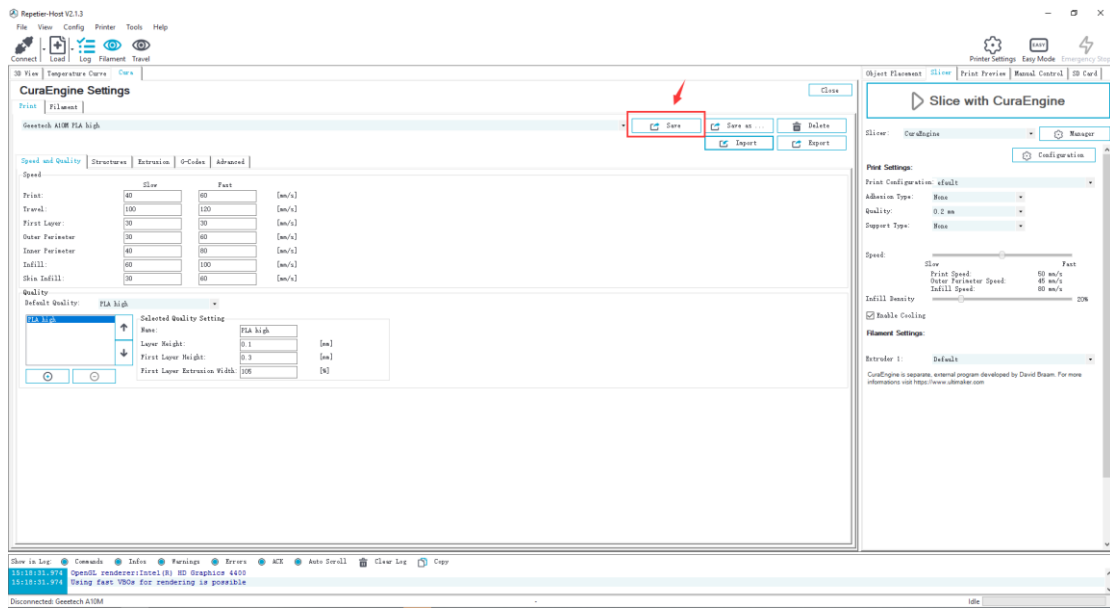 Repetier-Host V2.1.3
File View Config Printer Tools Help
Connect Load Log Filament Travel
Printer Settings Easy Mode Emergency Stop
EASY
3D View Temperature Curve Cura
Object Placement Slicer Print Preview Manual Control SD Card
CuraEngine Settings
Close
Print Filament
Geeetech A10M PLA high
Save Save as ... Delete
Import Export
Speed and Quality Structures Extrusion G-Codes Advanced
Speed
Slow Fast
Print: 40 60 [mm/s]
Travel: 100 120 [mm/s]
First Layer: 30 30 [mm/s]
Outer Perimeter 30 60 [mm/s]
Inner Perimeter 40 80 [mm/s]
Infill: 60 100 [mm/s]
Skin Infill: 30 60 [mm/s]
Quality
Default Quality: PLA high
PLA high
Selected Quality Setting
Name: PLA high
Layer Height: 0.1 [mm]
First Layer Height: 0.3 [mm]
First Layer Extrusion Width: 105 [%]
Slice with CuraEngine
Slicer: CuraEngine Manager
Configuration
Print Settings:
Print Configuration: efault
Adhesion Type: None
Quality: 0.2 mm
Support Type: None
Speed:
Slow Fast
Print Speed: 50 mm/s
Outer Perimeter Speed: 45 mm/s
Infill Speed: 80 mm/s
Infill Density 20%
Enable Cooling
Filament Settings:
Extruder 1: Default
CuraEngine is separate, external program developed by David Braam. For more
informations visit https://www.ultimaker.com
Show in Log: Commands Infos Warnings Errors ACK Auto Scroll Clear Log Copy
15:18:31.974 OpenGL renderer:Intel(R) HD Graphics 4400
15:18:31.974 Using fast VBOs for rendering is possible
Disconnected: Geeetech A10M - Idle